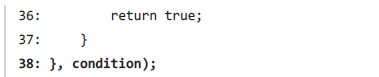 36:         return true;
37:     }
38: }, condition);